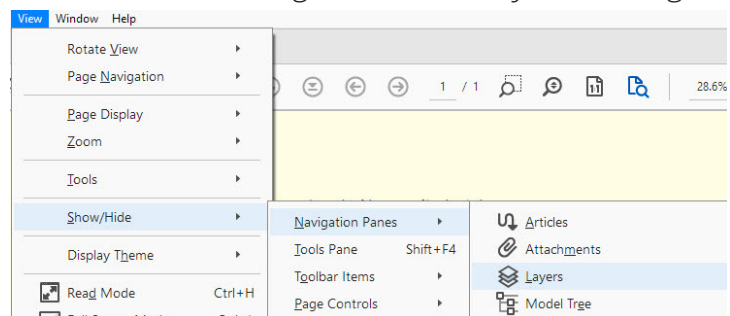 View Window Help
Rotate View
Page Navigation
1 / 1
28.6%
Page Display
Zoom
Tools
Show/Hide
Navigation Panes
Articles
Display Theme
Tools Pane Shift+F4
Attachments
Toolbar Items
Layers
Read Mode Ctrl+H
Page Controls
Model Tree